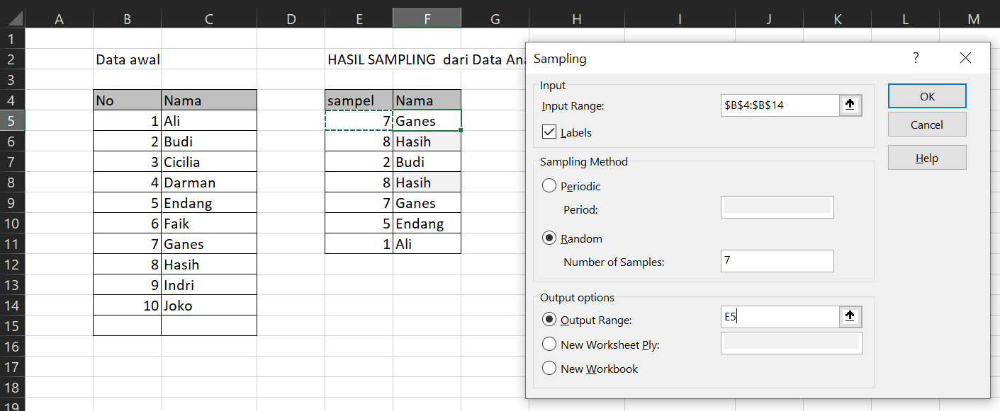 A B C D E F G H I J K L M
1
2 Data awal HASIL SAMPLING dari Data Ana
3
4 No Nama sampel Nama
5 1 Ali 7 Ganes
6 2 Budi 8 Hasih
7 3 Cicilia 2 Budi
8 4 Darman 8 Hasih
9 5 Endang 7 Ganes
10 6 Faik 5 Endang
11 7 Ganes 1 Ali
12 8 Hasih
13 9 Indri
14 10 Joko
15
16
17
18
19
Sampling ? X
Input
Input Range: $B$4:$B$14
Labels
Sampling Method
Periodic
Period:
Random
Number of Samples: 7
Output options
Output Range: E5
New Worksheet Ply:
New Workbook
OK
Cancel
Help